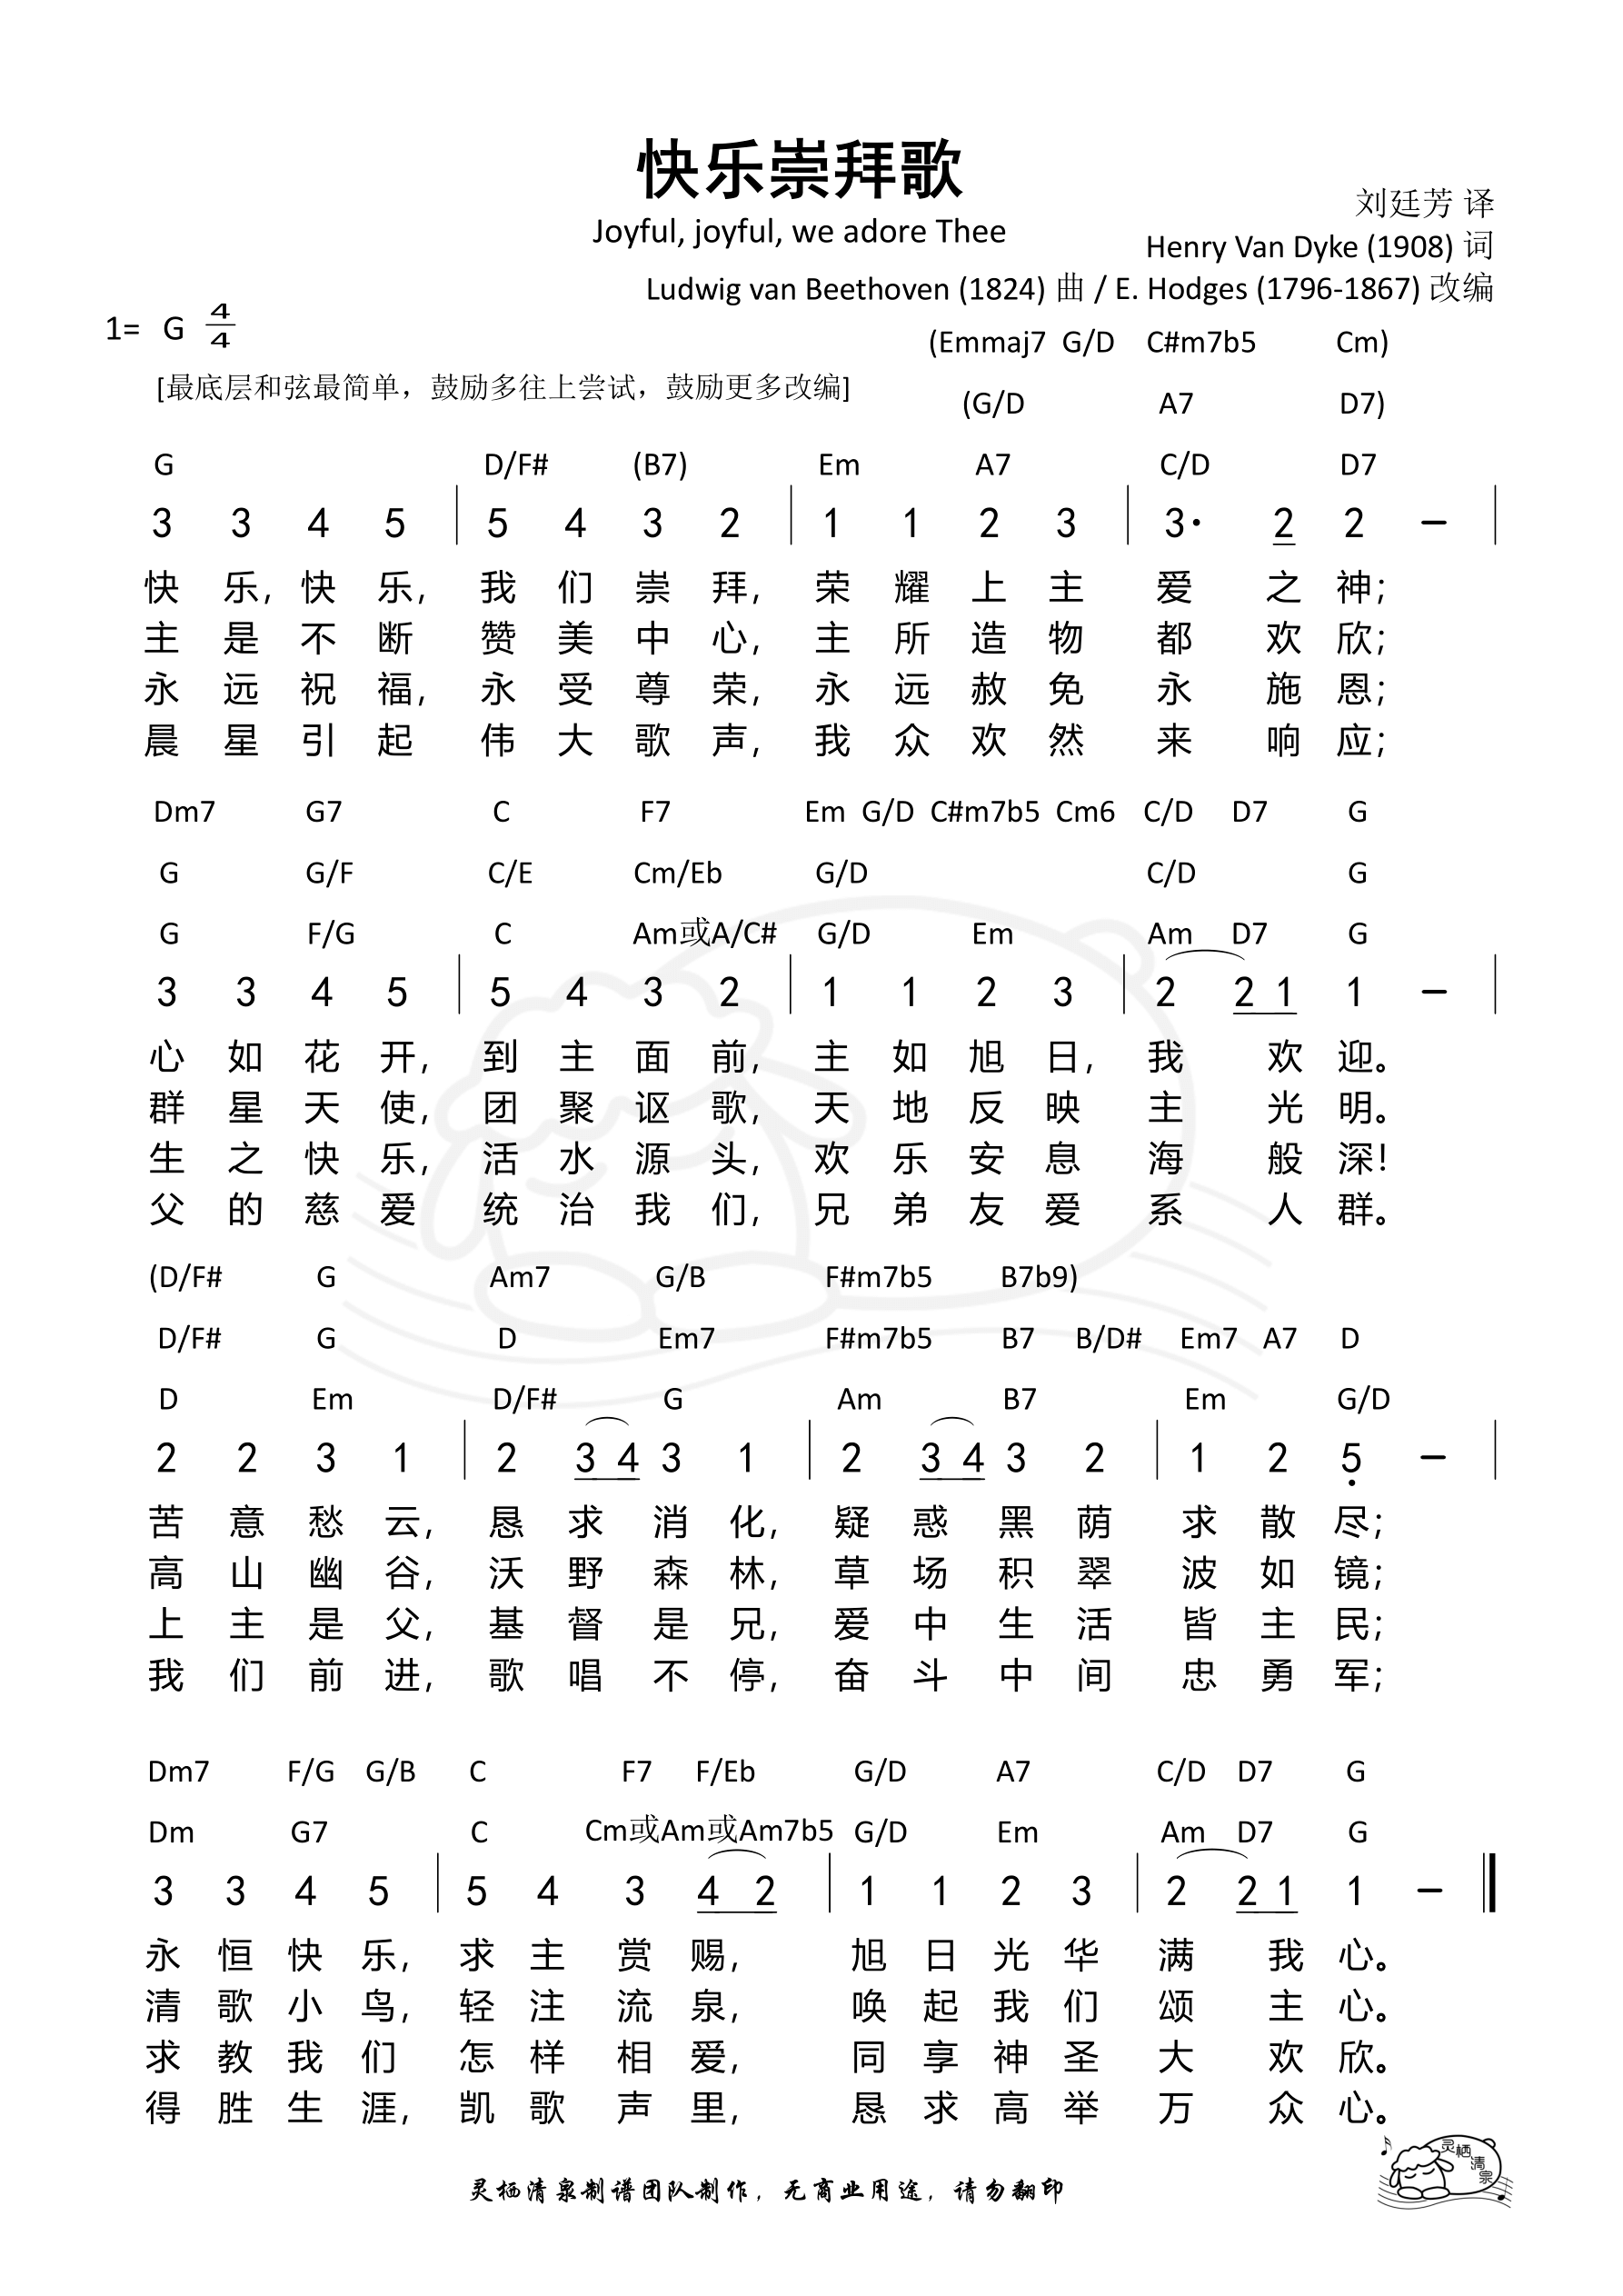 快乐崇拜歌
刘廷芳 译
Joyful, joyful, we adore Thee
Henry Van Dyke (1908) 词
Ludwig van Beethoven (1824) 曲 / E. Hodges (1796-1867) 改编
1= G 4/4
(Emmaj7 G/D C#m7b5 Cm)
[最底层和弦最简单，鼓励多往上尝试，鼓励更多改编]
(G/D A7 D7)
G D/F# (B7) Em A7 C/D D7
3 3 4 5 | 5 4 3 2 | 1 1 2 3 | 3· 2 2 – |
快 乐, 快 乐, 我 们 崇 拜, 荣 耀 上 主 爱 之 神;
主 是 不 断 赞 美 中 心, 主 所 造 物 都 欢 欣;
永 远 祝 福, 永 受 尊 荣, 永 远 赦 免 永 施 恩;
晨 星 引 起 伟 大 歌 声, 我 众 欢 然 来 响 应;
Dm7 G7 C F7 Em G/D C#m7b5 Cm6 C/D D7 G
G G/F C/E Cm/Eb G/D C/D G
G F/G C Am或A/C# G/D Em Am D7 G
3 3 4 5 | 5 4 3 2 | 1 1 2 3 | 2 2 1 1 – |
心 如 花 开, 到 主 面 前, 主 如 旭 日, 我 欢 迎。
群 星 天 使, 团 聚 讴 歌, 天 地 反 映 主 光 明。
生 之 快 乐, 活 水 源 头, 欢 乐 安 息 海 般 深!
父 的 慈 爱 统 治 我 们, 兄 弟 友 爱 系 人 群。
(D/F# G Am7 G/B F#m7b5 B7b9)
D/F# G D Em7 F#m7b5 B7 B/D# Em7 A7 D
D Em D/F# G Am B7 Em G/D
2 2 3 1 | 2 3 4 3 1 | 2 3 4 3 2 | 1 2 5̣ – |
苦 意 愁 云, 恳 求 消 化, 疑 惑 黑 荫 求 散 尽;
高 山 幽 谷, 沃 野 森 林, 草 场 积 翠 波 如 镜;
上 主 是 父, 基 督 是 兄, 爱 中 生 活 皆 主 民;
我 们 前 进, 歌 唱 不 停, 奋 斗 中 间 忠 勇 军;
Dm7 F/G G/B C F7 F/Eb G/D A7 C/D D7 G
Dm G7 C Cm或Am或Am7b5 G/D Em Am D7 G
3 3 4 5 | 5 4 3 4 2 | 1 1 2 3 | 2 2 1 1 – ‖
永 恒 快 乐, 求 主 赏 赐, 旭 日 光 华 满 我 心。
清 歌 小 鸟, 轻 注 流 泉, 唤 起 我 们 颂 主 心。
求 教 我 们 怎 样 相 爱, 同 享 神 圣 大 欢 欣。
得 胜 生 涯, 凯 歌 声 里, 恳 求 高 举 万 众 心。
灵栖清泉
灵栖清泉制谱团队制作，无商业用途，请勿翻印